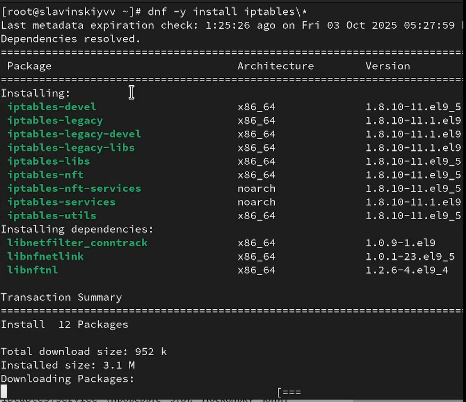 [root@slavinskiyvv ~]# dnf -y install iptables\*
Last metadata expiration check: 1:25:26 ago on Fri 03 Oct 2025 05:27:59
Dependencies resolved.
================================================================================
Package Architecture Version
================================================================================
Installing:
iptables-devel x86_64 1.8.10-11.el9_5
iptables-legacy x86_64 1.8.10-11.1.el9
iptables-legacy-devel x86_64 1.8.10-11.1.el9
iptables-legacy-libs x86_64 1.8.10-11.1.el9
iptables-libs x86_64 1.8.10-11.el9_5
iptables-nft x86_64 1.8.10-11.el9_5
iptables-nft-services noarch 1.8.10-11.el9_5
iptables-services noarch 1.8.10-11.1.el9
iptables-utils x86_64 1.8.10-11.el9_5
Installing dependencies:
libnetfilter_conntrack x86_64 1.0.9-1.el9
libnfnetlink x86_64 1.0.1-23.el9_5
libnftnl x86_64 1.2.6-4.el9_4
Transaction Summary
================================================================================
Install 12 Packages
Total download size: 952 k
Installed size: 3.1 M
Downloading Packages:
[===